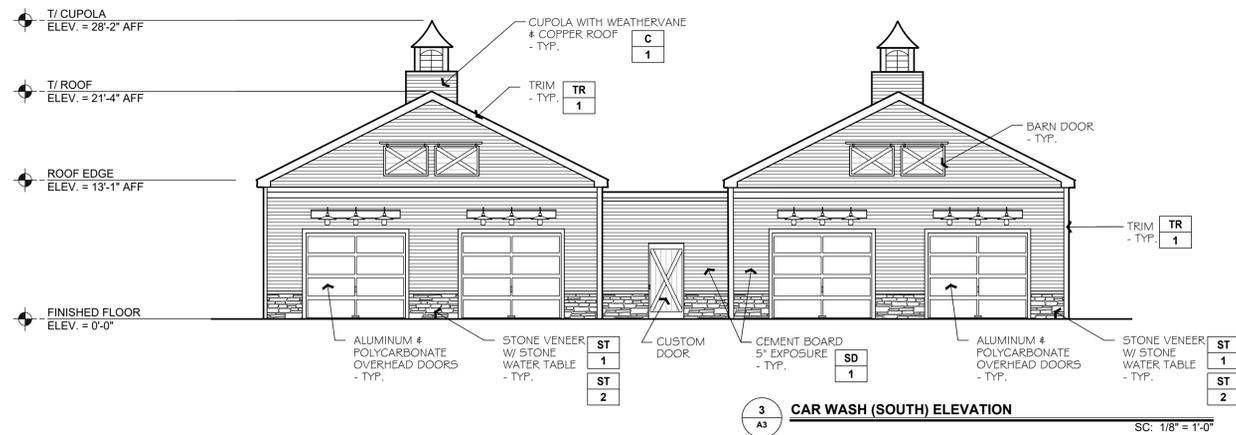 T/ CUPOLA
ELEV. = 28'-2" AFF
T/ ROOF
ELEV. = 21'-4" AFF
ROOF EDGE
ELEV. = 13'-1" AFF
FINISHED FLOOR
ELEV. = 0'-0"
CUPOLA WITH WEATHERVANE
& COPPER ROOF
- TYP.
C
1
TRIM
- TYP.
TR
1
BARN DOOR
- TYP.
TRIM
- TYP.
TR
1
ALUMINUM &
POLYCARBONATE
OVERHEAD DOORS
- TYP.
STONE VENEER
W/ STONE
WATER TABLE
- TYP.
ST
1
ST
2
CUSTOM
DOOR
CEMENT BOARD
5" EXPOSURE
- TYP.
SD
1
ALUMINUM &
POLYCARBONATE
OVERHEAD DOORS
- TYP.
STONE VENEER
W/ STONE
WATER TABLE
- TYP.
ST
1
ST
2
3
A3
CAR WASH (SOUTH) ELEVATION
SC: 1/8" = 1'-0"